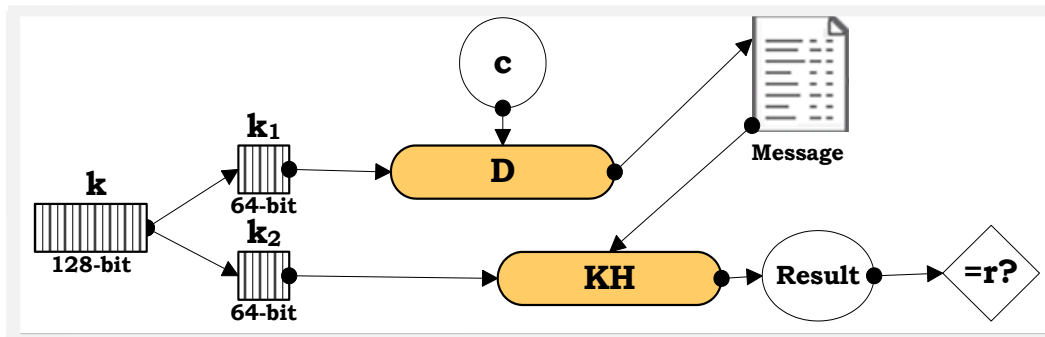 c
k₁
D
64-bit
k
128-bit
k₂
64-bit
Message
KH
Result
=r?